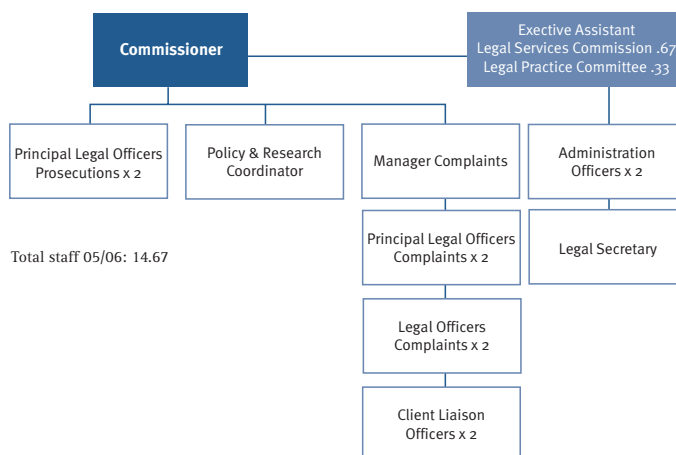 Commissioner
Exective Assistant
Legal Services Commission .67
Legal Practice Committee .33
Principal Legal Officers
Prosecutions x 2
Policy & Research
Coordinator
Manager Complaints
Administration
Officers x 2
Principal Legal Officers
Complaints x 2
Legal Secretary
Total staff 05/06: 14.67
Legal Officers
Complaints x 2
Client Liaison
Officers x 2